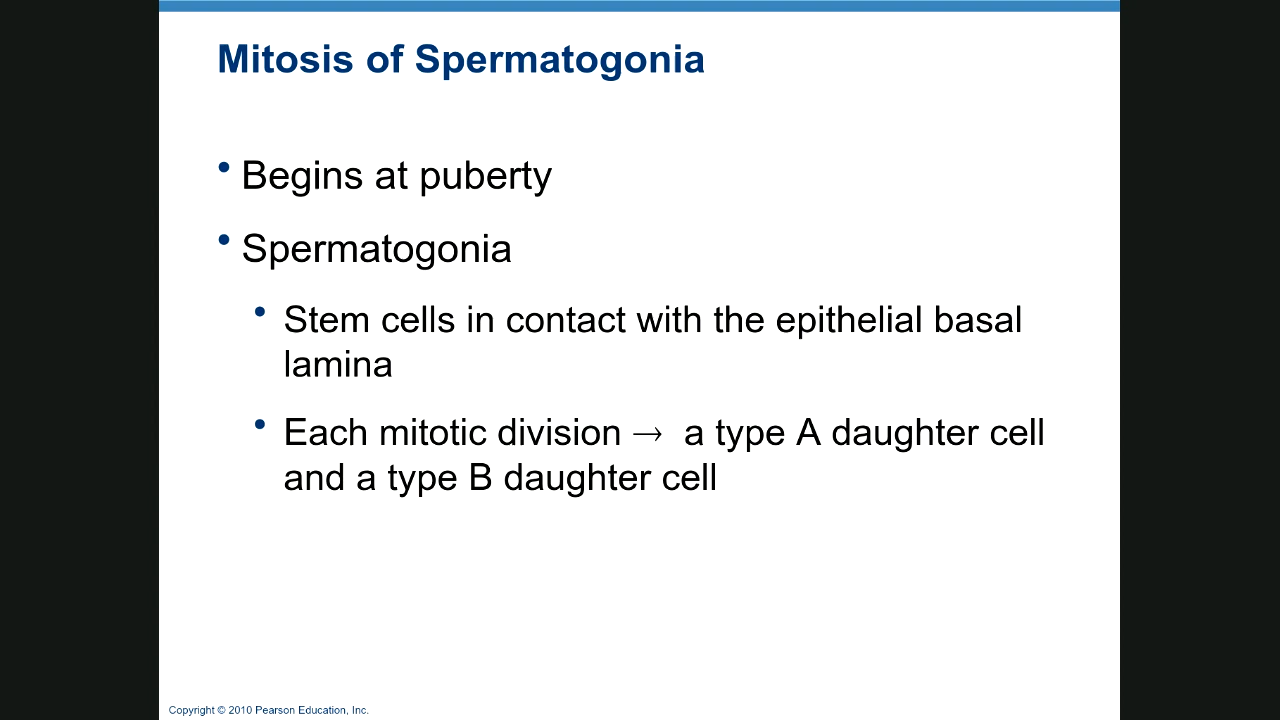 Mitosis of Spermatogonia
• Begins at puberty
• Spermatogonia
• Stem cells in contact with the epithelial basal
lamina
• Each mitotic division → a type A daughter cell
and a type B daughter cell
Copyright © 2010 Pearson Education, Inc.